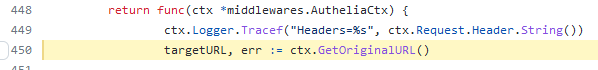 448 return func(ctx *middlewares.AutheliaCtx) {
449 ctx.Logger.Tracef("Headers=%s", ctx.Request.Header.String())
450 targetURL, err := ctx.GetOriginalURL()